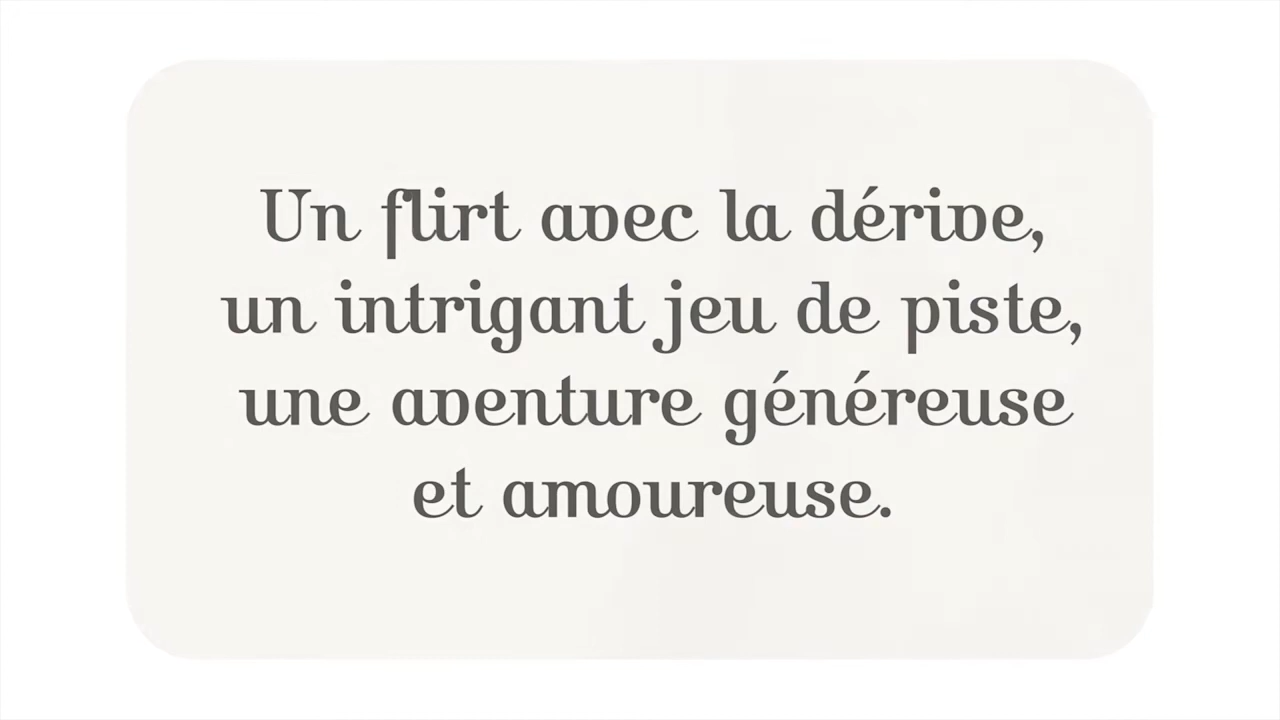 Un flirt avec la dérive,
un intrigant jeu de piste,
une aventure généreuse
et amoureuse.